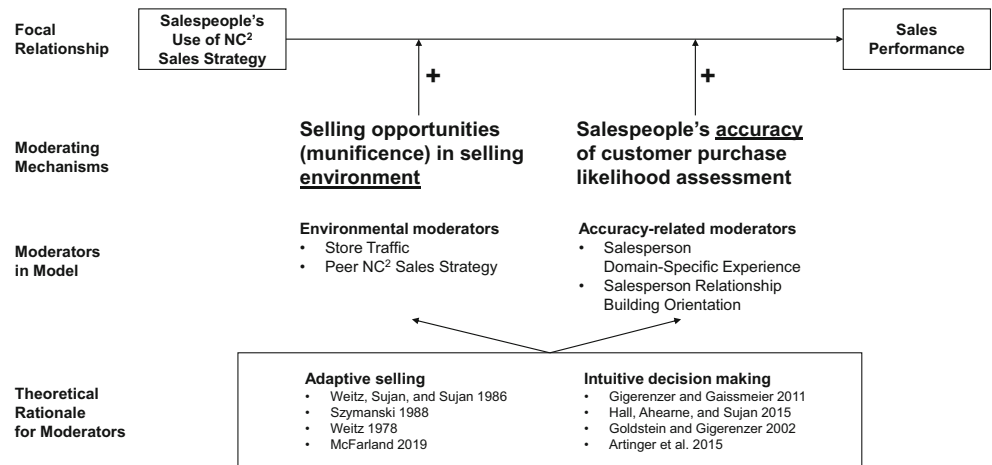 Focal
Relationship
Salespeople's
Use of NC²
Sales Strategy
Sales
Performance
+
+
Moderating
Mechanisms
Selling opportunities
(munificence) in selling
environment
Salespeople's accuracy
of customer purchase
likelihood assessment
Moderators
in Model
Environmental moderators
• Store Traffic
• Peer NC² Sales Strategy
Accuracy-related moderators
• Salesperson
Domain-Specific Experience
• Salesperson Relationship
Building Orientation
Theoretical
Rationale
for Moderators
Adaptive selling
• Weitz, Sujan, and Sujan 1986
• Szymanski 1988
• Weitz 1978
• McFarland 2019
Intuitive decision making
• Gigerenzer and Gaissmeier 2011
• Hall, Ahearne, and Sujan 2015
• Goldstein and Gigerenzer 2002
• Artinger et al. 2015